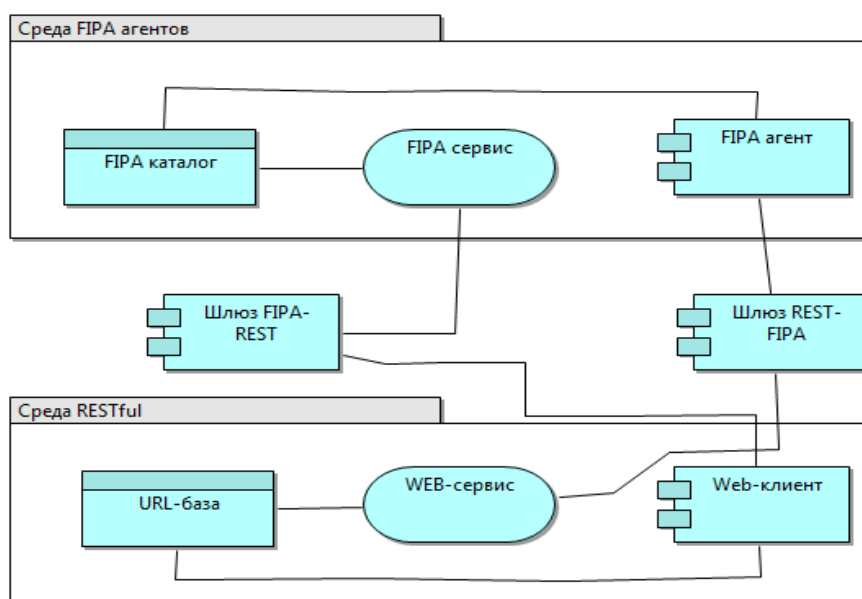 Среда FIPA агентов
FIPA каталог
FIPA сервис
FIPA агент
Шлюз FIPA-
REST
Шлюз REST-
FIPA
Среда RESTful
URL-база
WEB-сервис
Web-клиент